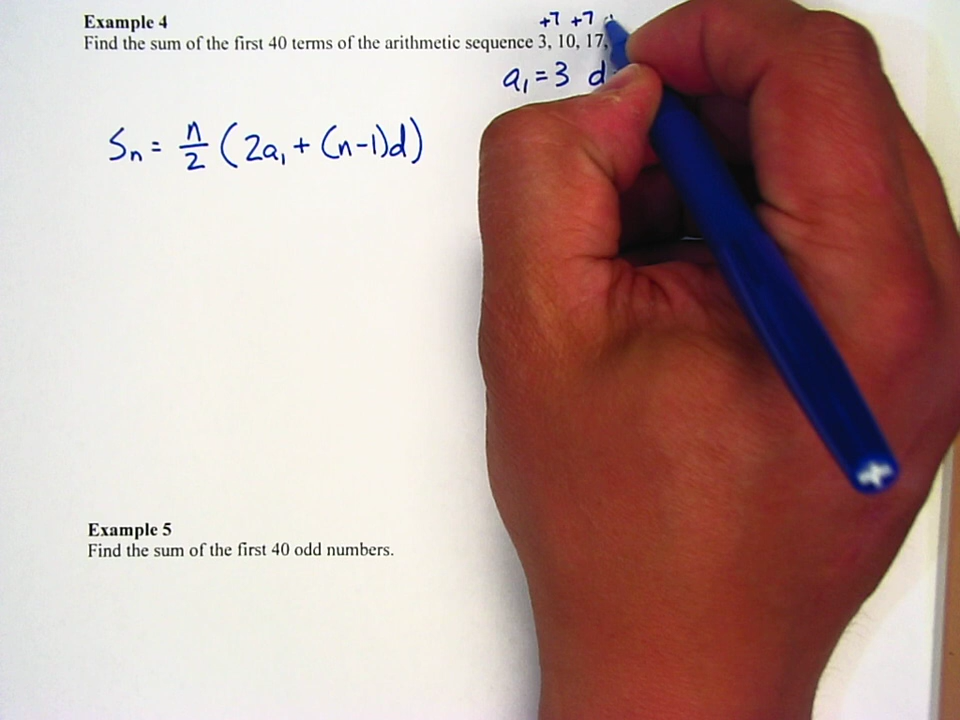 Example 4
+7 +7
Find the sum of the first 40 terms of the arithmetic sequence 3, 10, 17,
a₁ = 3 d
Sₙ = n/2 (2a₁ + (n-1)d)
Example 5
Find the sum of the first 40 odd numbers.